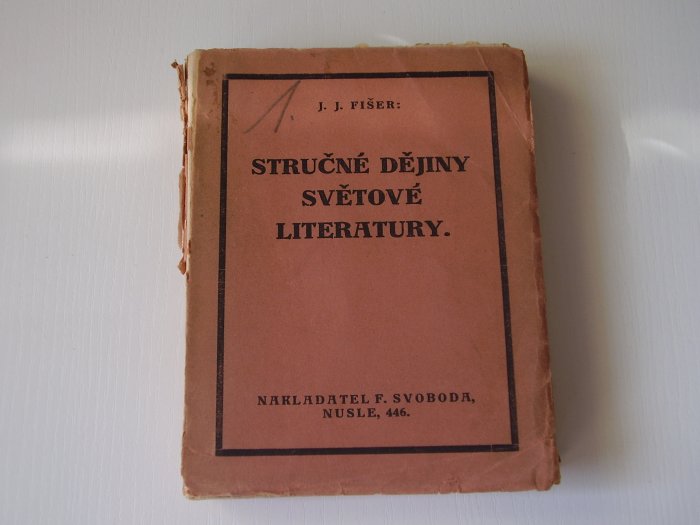 1.
J. J. FIŠER:
STRUČNÉ DĚJINY
SVĚTOVÉ
LITERATURY.
NAKLADATEL F. SVOBODA,
NUSLE, 446.